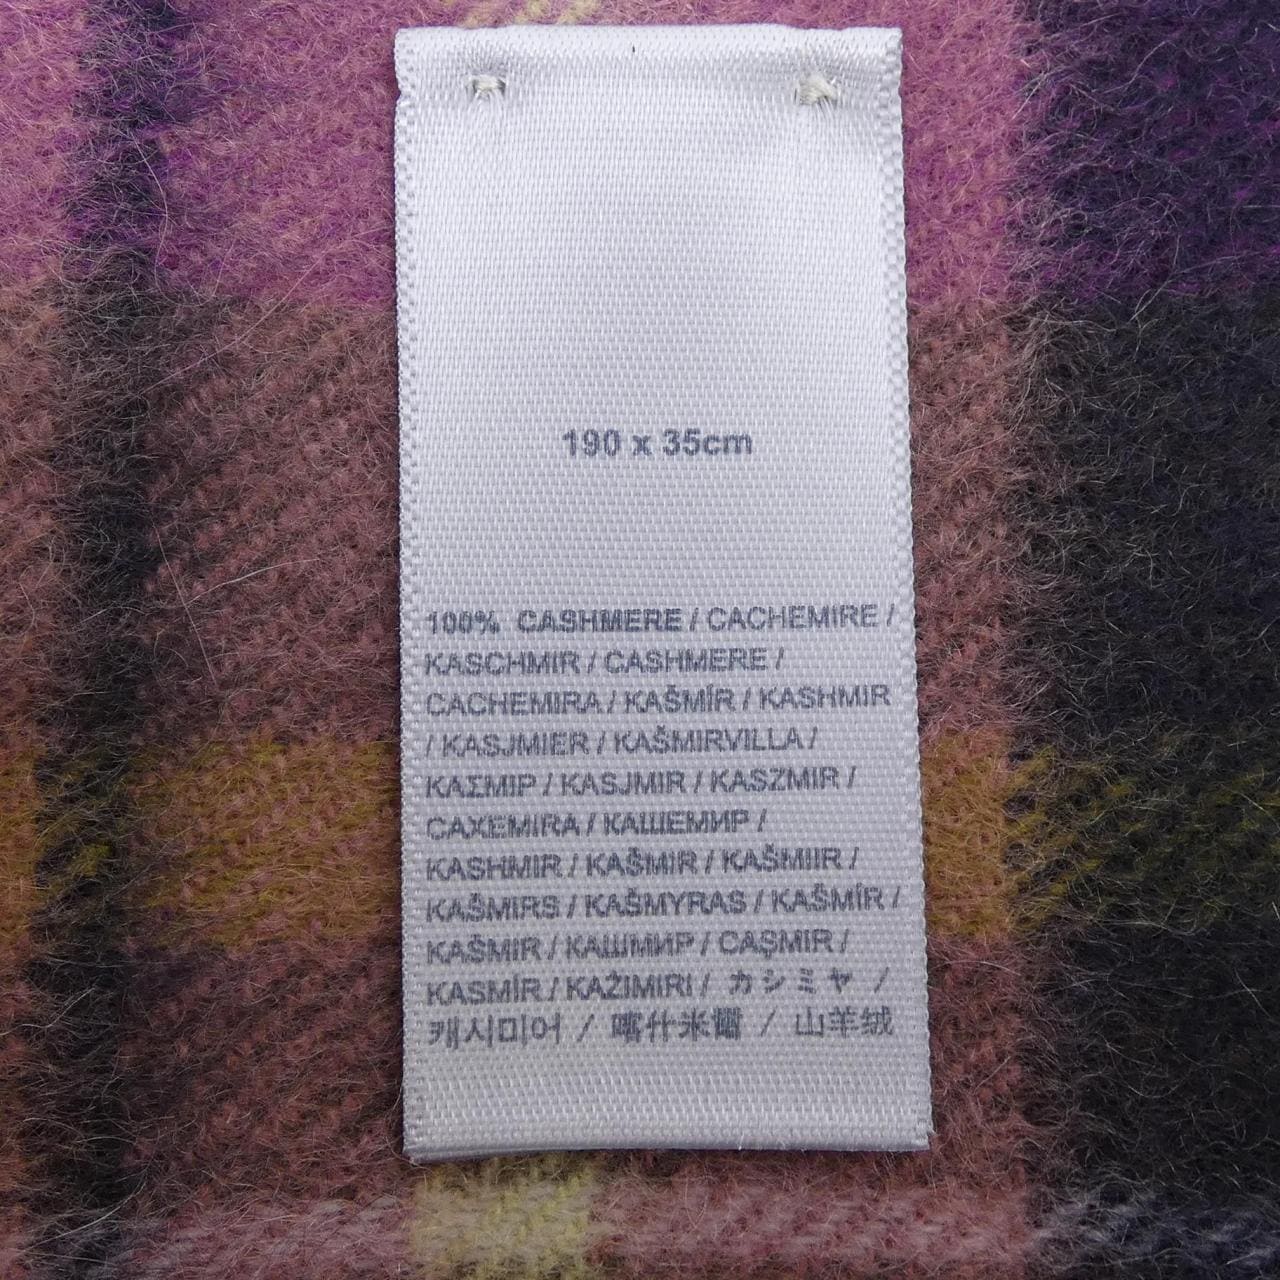 190 x 35cm
100% CASHMERE / CACHEMIRE /
KASCHMIR / CASHMERE /
CACHEMIRA / KAŠMÍR / KASHMIR
/ KASJMIER / KAŠMIRVILLA /
ΚΑΣΜΙΡ / KASJMIR / KASZMIR /
CAXEMIRA / КАШЕМИР /
KASHMIR / KAŠMIR / KAŠMIIR /
KAŠMIRS / KAŠMYRAS / KAŠMÍR /
KAŠMIR / КАШМИР / CAŞMIR /
KASMÍR / KAŻIMIRI / カシミヤ /
캐시미어 / 喀什米爾 / 山羊绒